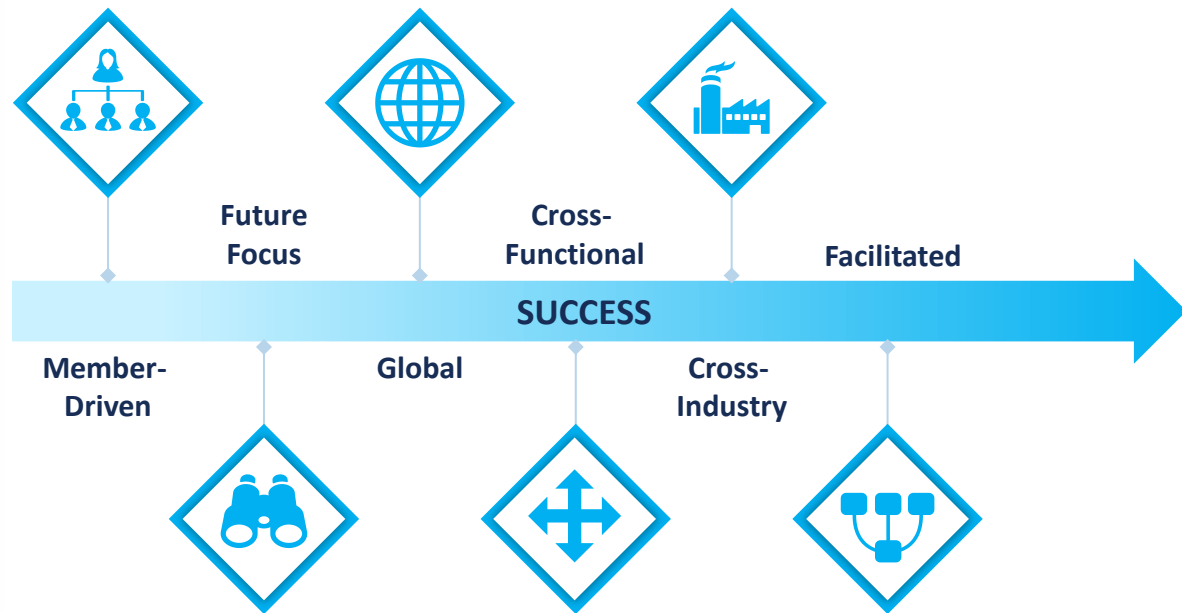 Future
Focus
Cross-
Functional
Facilitated
SUCCESS
Member-
Driven
Global
Cross-
Industry